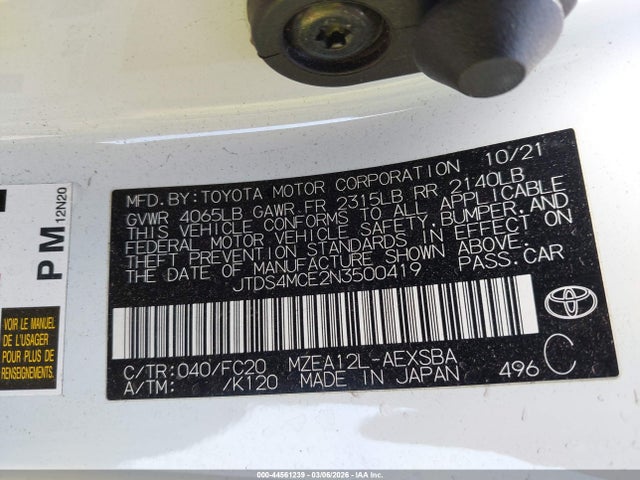 MFD.BY:TOYOTA MOTOR CORPORATION 10/21
GVWR 4065LB GAWR FR 2315LB RR 2140LB
THIS VEHICLE CONFORMS TO ALL APPLICABLE
FEDERAL MOTOR VEHICLE SAFETY,BUMPER,AND
THEFT PREVENTION STANDARDS IN EFFECT ON
THE DATE OF MANUFACTURE SHOWN ABOVE.
JTDS4MCE2N3500419 PASS.CAR
C/TR:040/FC20 MZEA12L-AEXSBA
A/TM: /K120 MADE IN JAPAN 496 C
PM
12N20
VOIR LE MANUEL
DE L'USAGER
POUR PLUS DE
RENSEIGNEMENTS.
000-44561239 - 03/06/2026 - Copyright IAA, Inc.